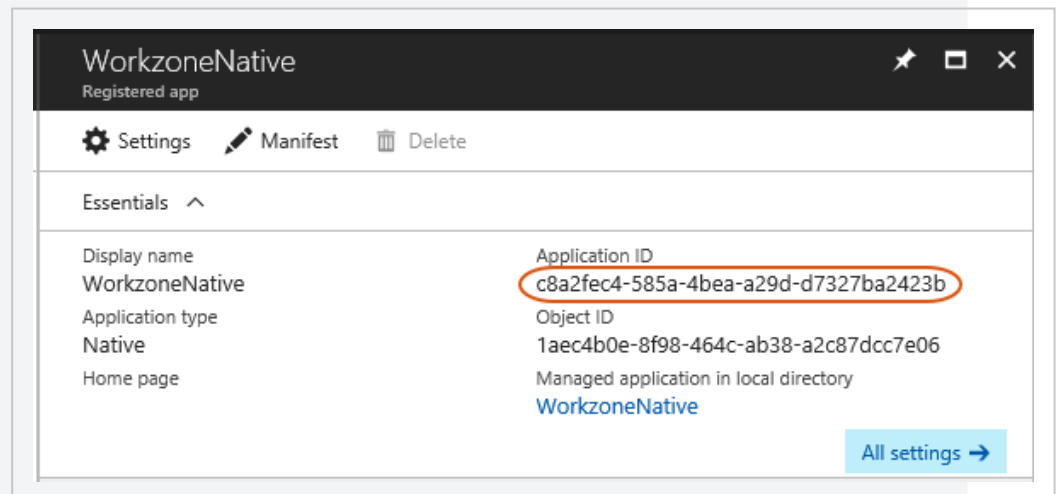 WorkzoneNative
Registered app
Settings Manifest Delete
Essentials
Display name
WorkzoneNative
Application type
Native
Home page
Application ID
c8a2fec4-585a-4bea-a29d-d7327ba2423b
Object ID
1aec4b0e-8f98-464c-ab38-a2c87dcc7e06
Managed application in local directory
WorkzoneNative
All settings